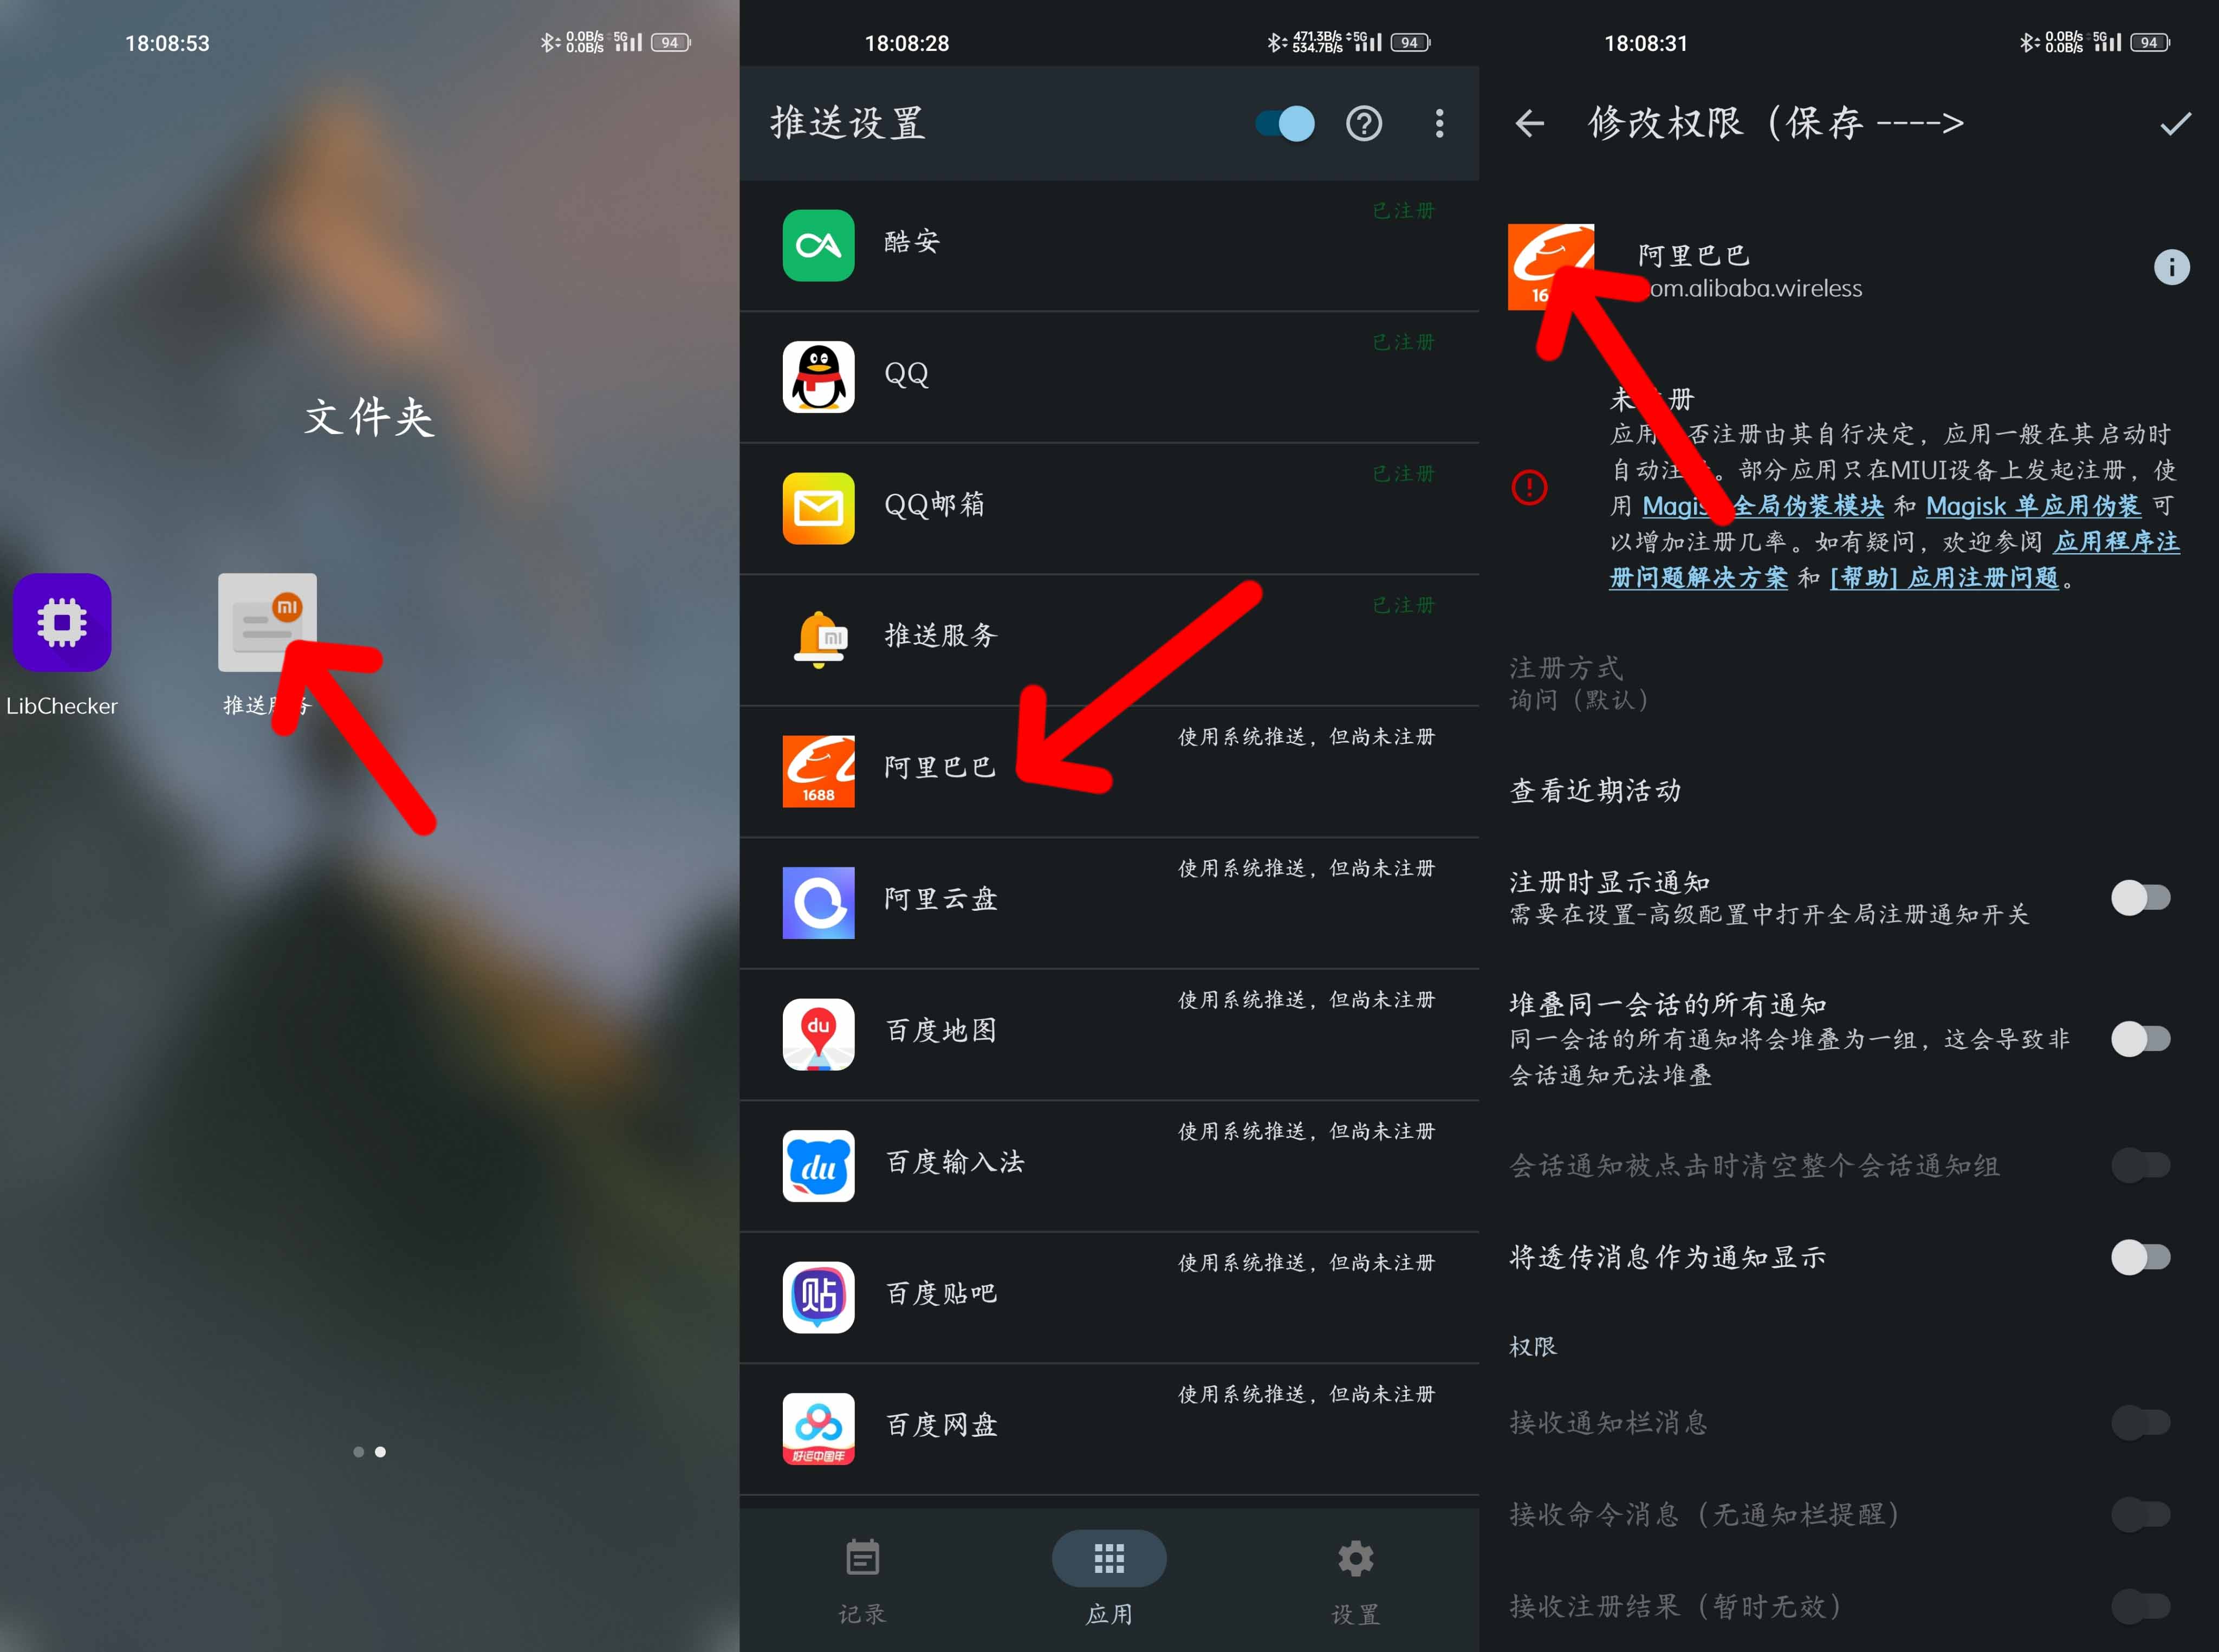 18:08:53
0.0B/s
0.0B/s
5G
94
文件夹
mi
LibChecker
推送
18:08:28
471.3B/s
534.7B/s
5G
94
推送设置
已注册
酷安
已注册
QQ
已注册
QQ邮箱
已注册
mi
推送服务
使用系统推送，但尚未注册
阿里巴巴
1688
使用系统推送，但尚未注册
阿里云盘
使用系统推送，但尚未注册
du
百度地图
使用系统推送，但尚未注册
du
百度输入法
使用系统推送，但尚未注册
贴
百度贴吧
使用系统推送，但尚未注册
百度网盘
好运中国年
记录
应用
设置
18:08:31
0.0B/s
0.0B/s
5G
94
修改权限（保存 ---->
阿里巴巴
om.alibaba.wireless
16
未 册
应用 否注册由其自行决定，应用一般在其启动时
自动注 。部分应用只在MIUI设备上发起注册，使
用 Magis 全局伪装模块 和 Magisk 单应用伪装 可
以增加注册几率。如有疑问，欢迎参阅 应用程序注
册问题解决方案 和 [帮助] 应用注册问题。
注册方式
询问（默认）
查看近期活动
注册时显示通知
需要在设置-高级配置中打开全局注册通知开关
堆叠同一会话的所有通知
同一会话的所有通知将会堆叠为一组，这会导致非
会话通知无法堆叠
会话通知被点击时清空整个会话通知组
将透传消息作为通知显示
权限
接收通知栏消息
接收命令消息（无通知栏提醒）
接收注册结果（暂时无效）